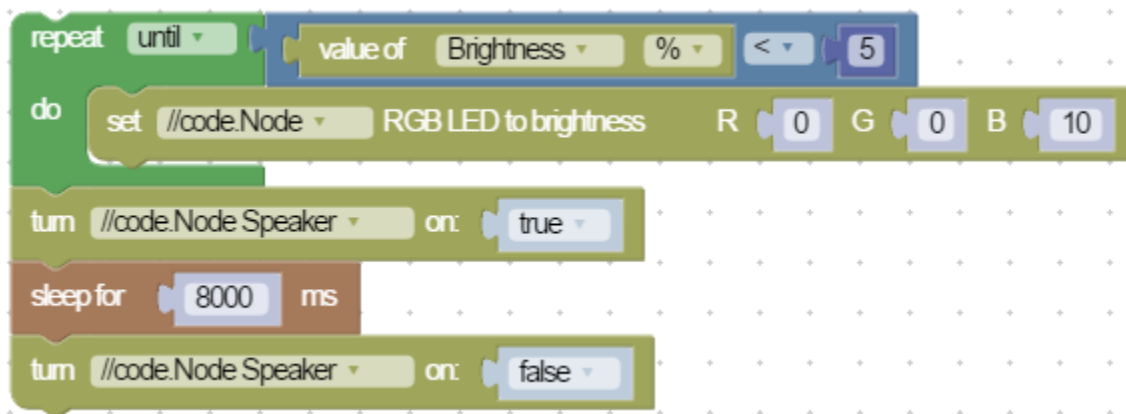 repeat until value of Brightness % < 5
do set //code.Node RGB LED to brightness R 0 G 0 B 10
turn //code.Node Speaker on: true
sleep for 8000 ms
turn //code.Node Speaker on: false